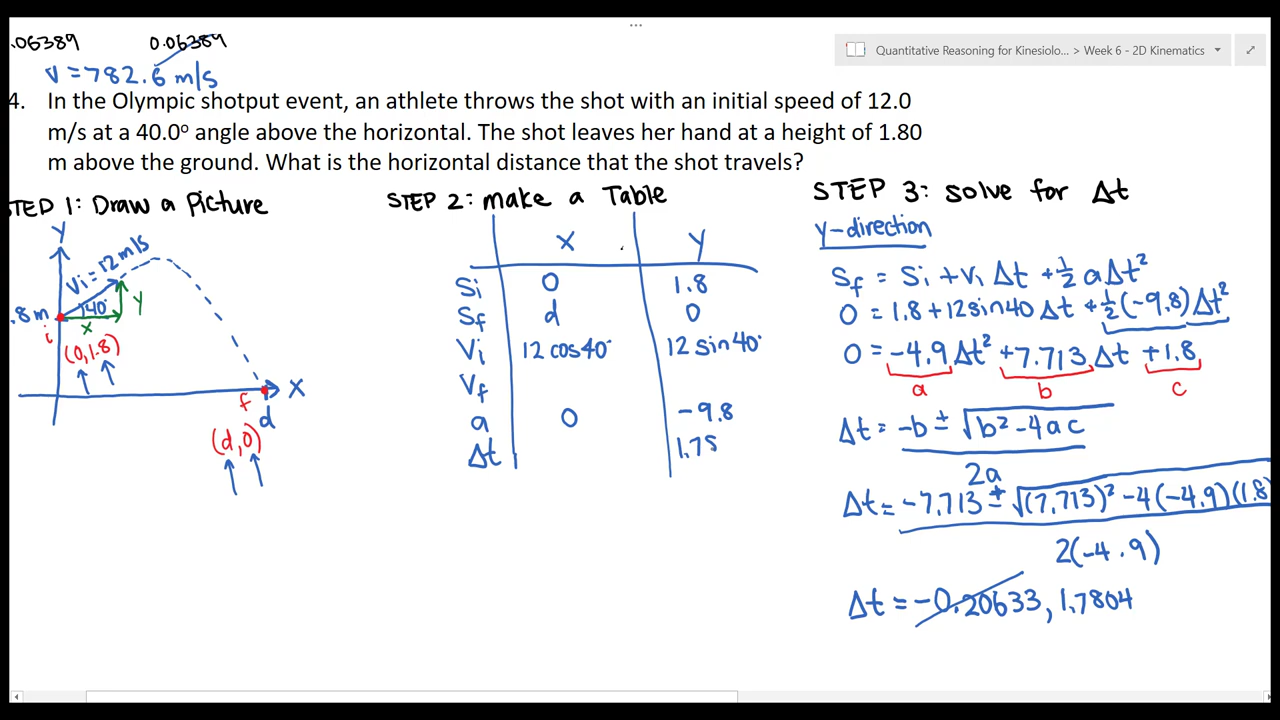 .06389 0.06389
V = 782.6 m/s
Quantitative Reasoning for Kinesiolo... > Week 6 - 2D Kinematics
4. In the Olympic shotput event, an athlete throws the shot with an initial speed of 12.0
m/s at a 40.0° angle above the horizontal. The shot leaves her hand at a height of 1.80
m above the ground. What is the horizontal distance that the shot travels?
STEP 1: Draw a Picture
Y
Vi = 12 m/s
40°
Y
X
.8m
i
(0,1.8)
X
f
d
(d,0)
STEP 2: make a Table
X Y
Si 0 1.8
Sf d 0
Vi 12 cos40° 12 sin40°
Vf
a 0 -9.8
Δt 1.78
STEP 3: solve for Δt
Y-direction
Sf = Si + Vi Δt + ½ aΔt²
0 = 1.8 + 12sin40 Δt + ½(-9.8)Δt²
0 = -4.9Δt² + 7.713Δt + 1.8
a b c
Δt = -b ± √b² - 4ac
2a
Δt = -7.713 ± √(7.713)² - 4(-4.9)(1.8)
2(-4.9)
Δt = -0.20633, 1.7804